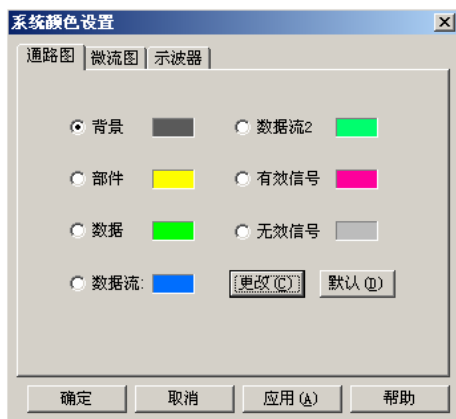 系统颜色设置
通路图 微流图 示波器
背景 数据流2
部件 有效信号
数据 无效信号
数据流: 更改(C) 默认(D)
确定 取消 应用(A) 帮助